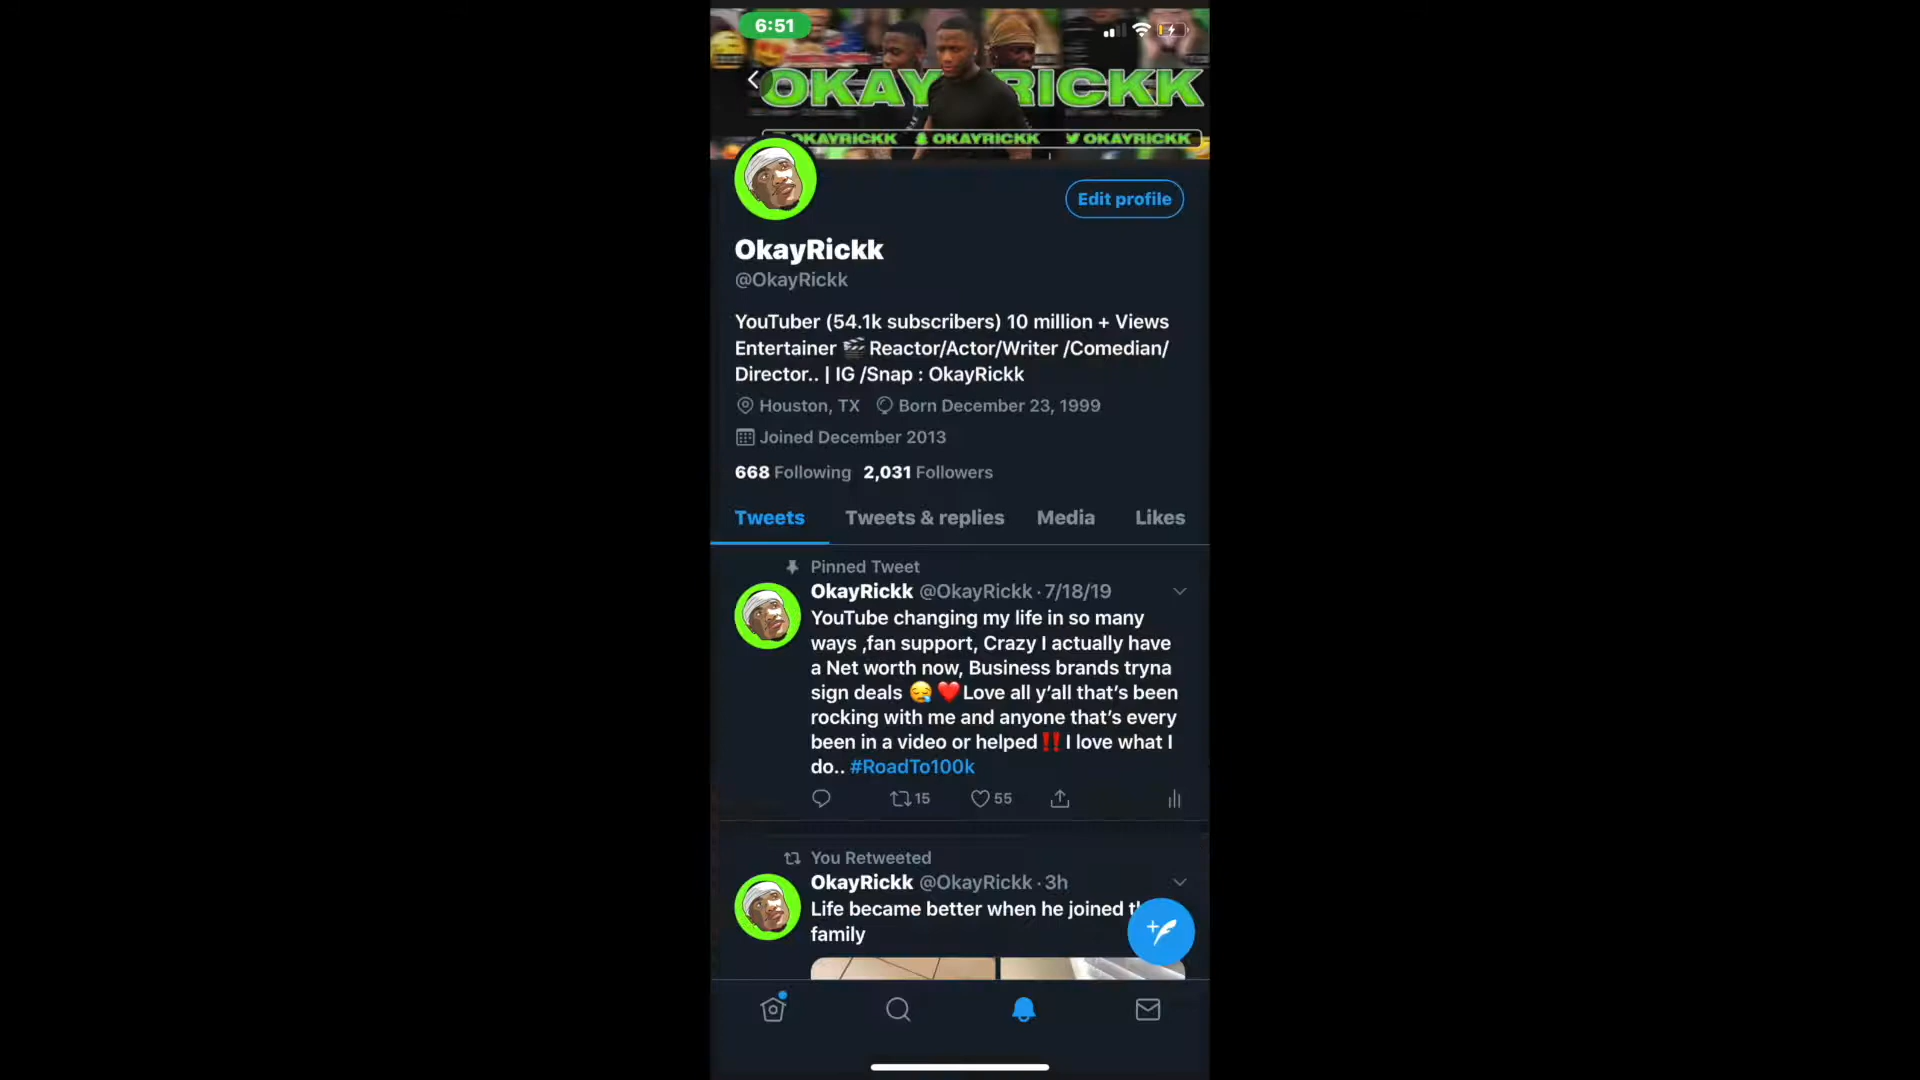 6:51
OKAY RICKK
OKAYRICKK OKAYRICKK OKAYRICKK
Edit profile
OkayRickk
@OkayRickk
YouTuber (54.1k subscribers) 10 million + Views
Entertainer 🎬 Reactor/Actor/Writer /Comedian/
Director.. | IG /Snap : OkayRickk
Houston, TX Born December 23, 1999
Joined December 2013
668 Following 2,031 Followers
Tweets Tweets & replies Media Likes
Pinned Tweet
OkayRickk @OkayRickk · 7/18/19
YouTube changing my life in so many
ways ,fan support, Crazy I actually have
a Net worth now, Business brands tryna
sign deals 😪 ❤️ Love all y’all that’s been
rocking with me and anyone that’s every
been in a video or helped‼️ I love what I
do.. #RoadTo100k
15 55
You Retweeted
OkayRickk @OkayRickk · 3h
Life became better when he joined
family